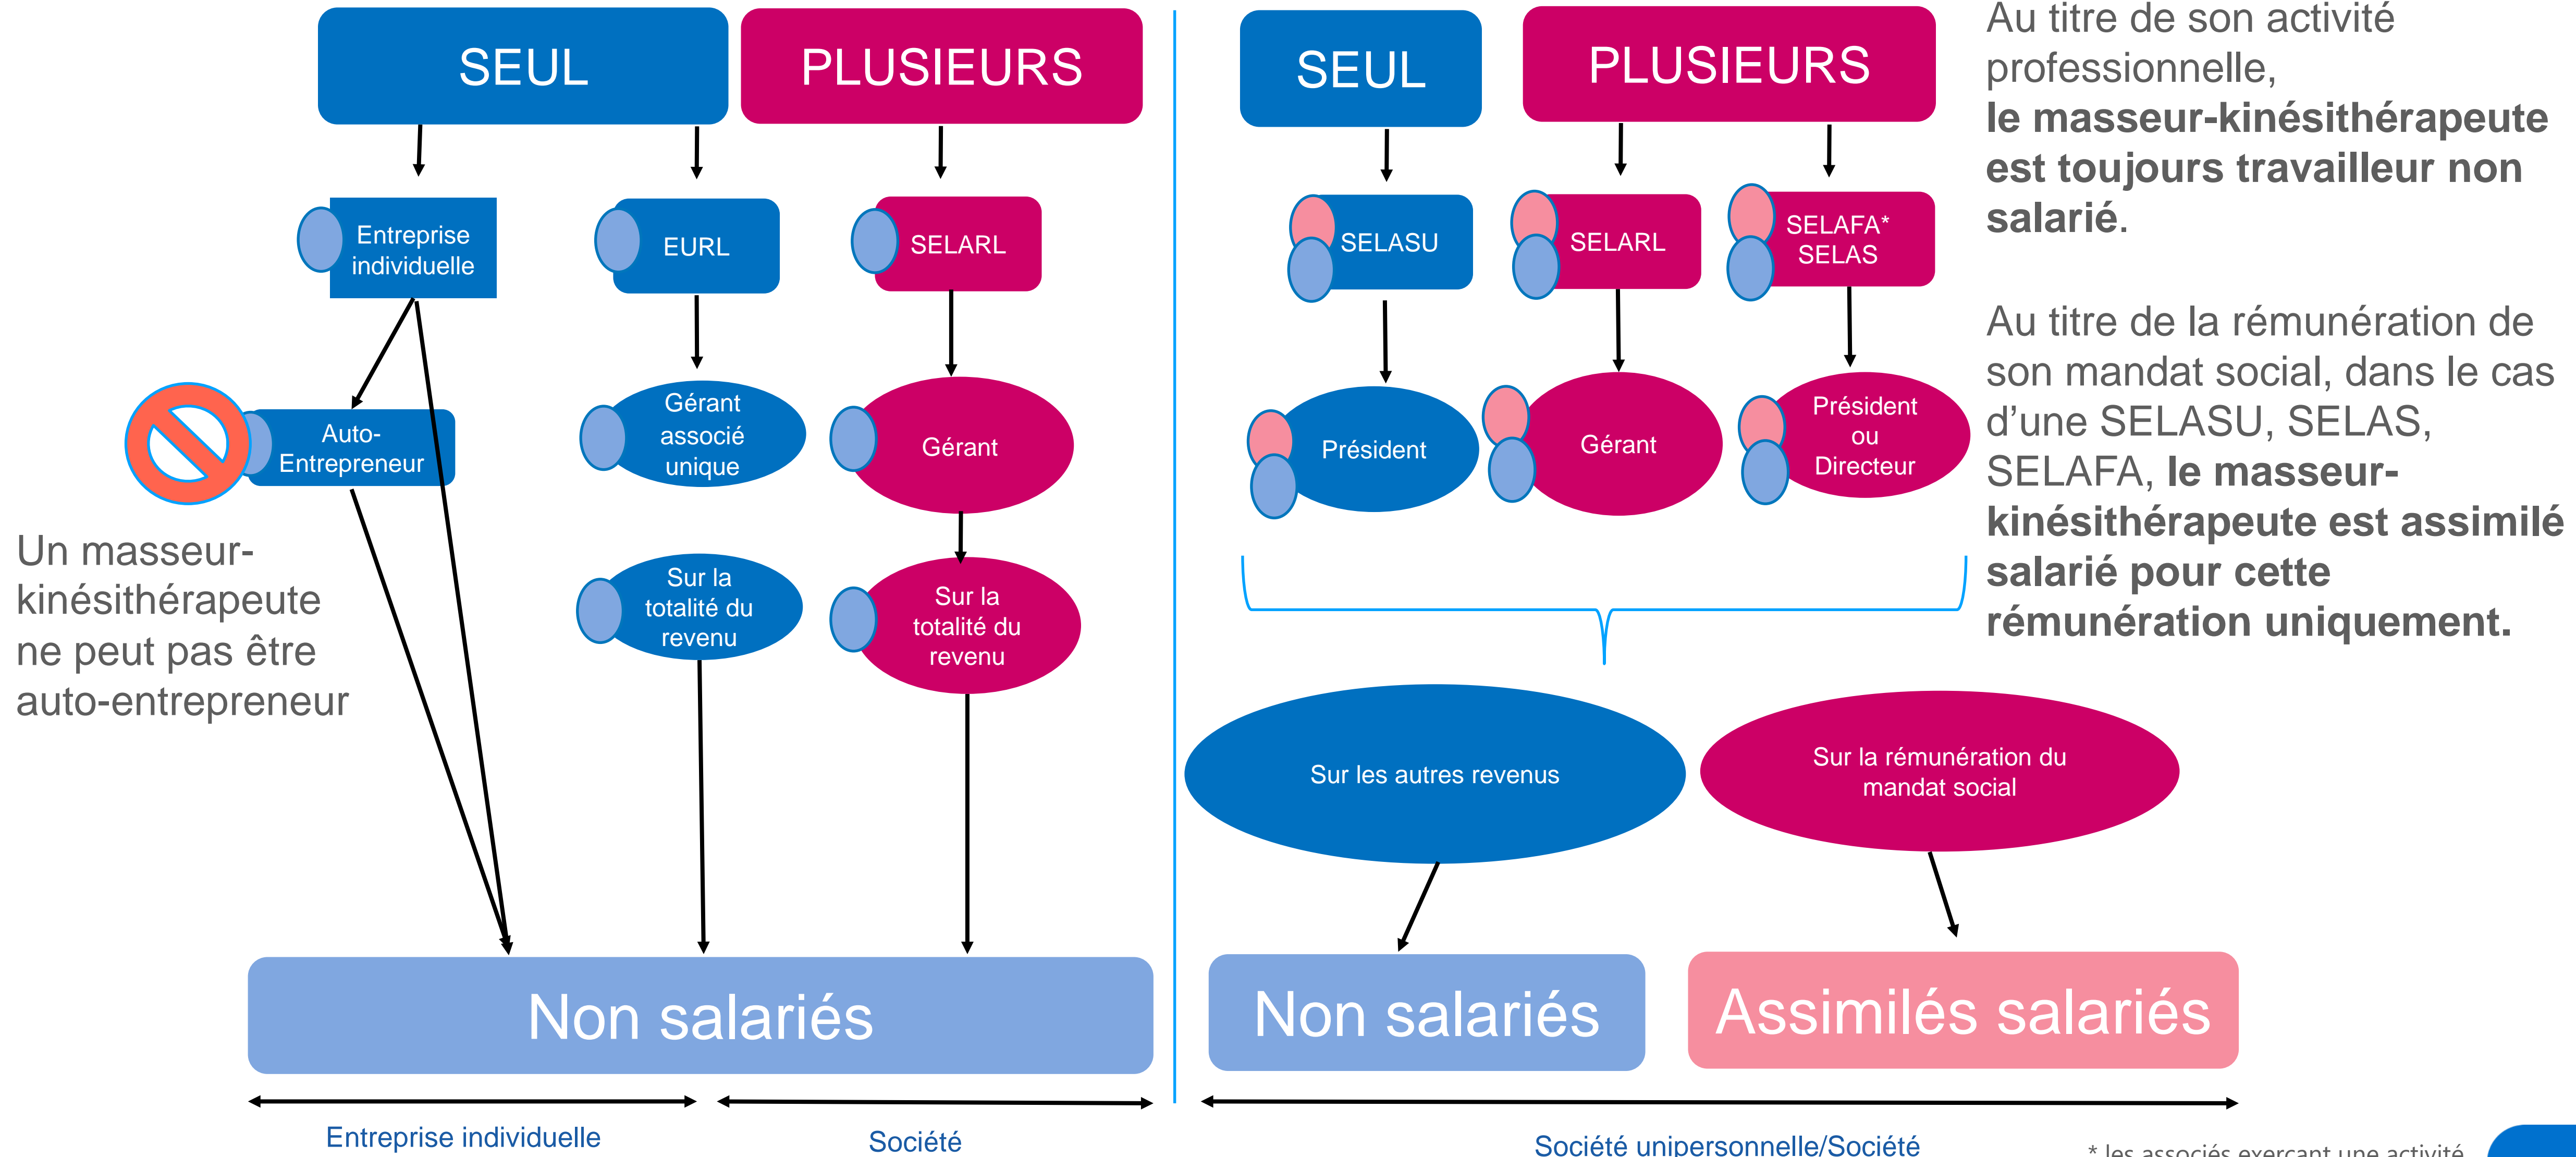 SEUL
PLUSIEURS
Entreprise
individuelle
EURL
SELARL
Auto-
Entrepreneur
Gérant
associé
unique
Gérant
Un masseur-
kinésithérapeute
ne peut pas être
auto-entrepreneur
Sur la
totalité du
revenu
Sur la
totalité du
revenu
Non salariés
Entreprise individuelle
Société
SEUL
PLUSIEURS
SELASU
SELARL
SELAFA*
SELAS
Président
Gérant
Président
ou
Directeur
Sur les autres revenus
Sur la rémunération du
mandat social
Non salariés
Assimilés salariés
Société unipersonnelle/Société
Au titre de son activité
professionnelle,
le masseur-kinésithérapeute
est toujours travailleur non
salarié.
Au titre de la rémunération de
son mandat social, dans le cas
d’une SELASU, SELAS,
SELAFA, le masseur-
kinésithérapeute est assimilé
salarié pour cette
rémunération uniquement.
* les associés exerçant une activité